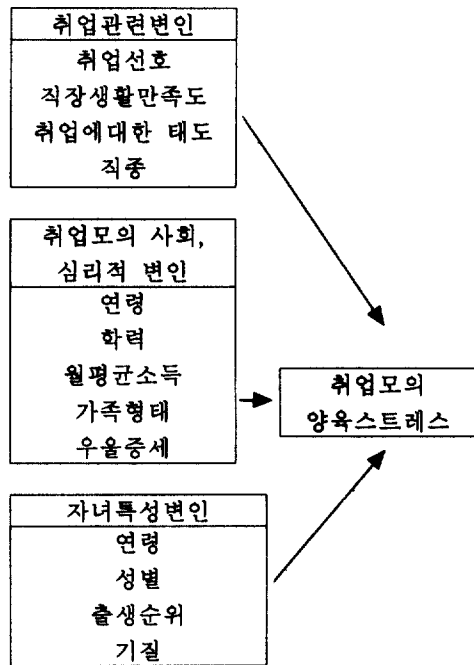 취업관련변인
취업선호
직장생활만족도
취업에대한 태도
직종
취업모의 사회,
심리적 변인
연령
학력
월평균소득
가족형태
우울증세
취업모의
양육스트레스
자녀특성변인
연령
성별
출생순위
기질